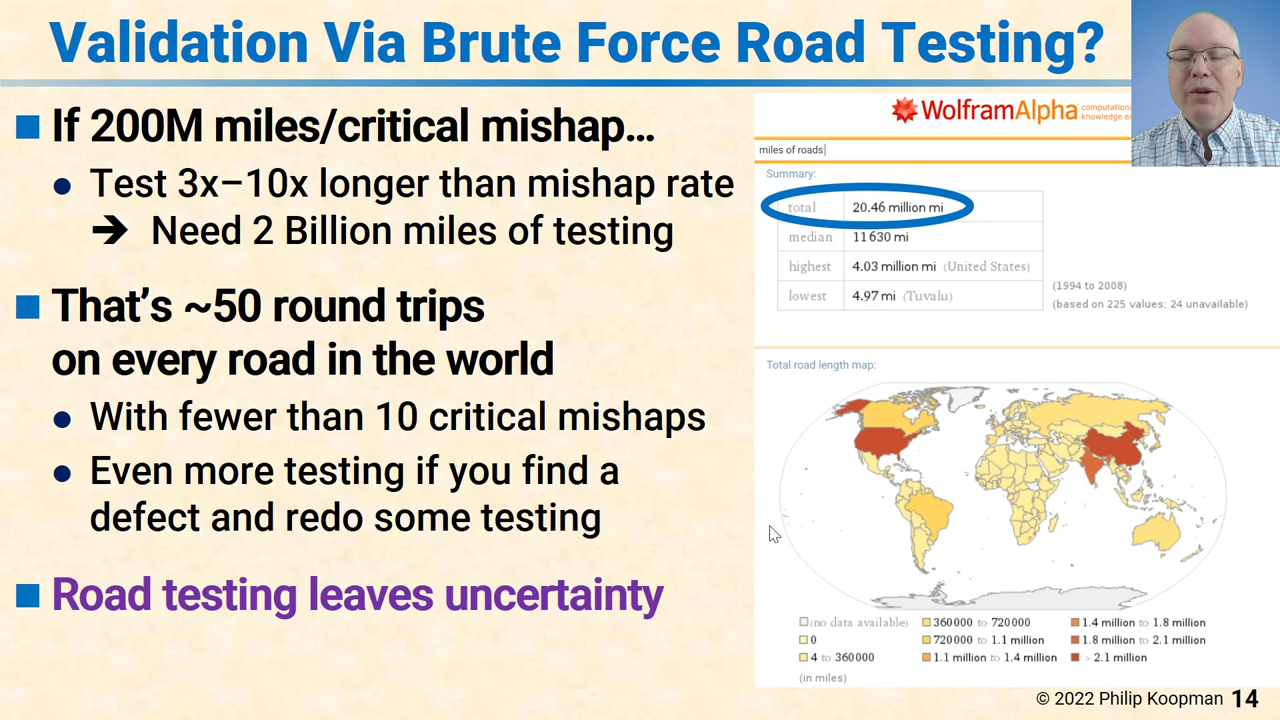 Validation Via Brute Force Road Testing?
If 200M miles/critical mishap…
Test 3x–10x longer than mishap rate
➔ Need 2 Billion miles of testing
That's ~50 round trips
on every road in the world
With fewer than 10 critical mishaps
Even more testing if you find a
defect and redo some testing
Road testing leaves uncertainty
WolframAlpha computational
knowledge
miles of roads
Summary:
total 20.46 million mi
median 11630 mi
highest 4.03 million mi (United States)
lowest 4.97 mi (Tuvalu)
(1994 to 2008)
(based on 225 values; 24 unavailable)
Total road length map:
(no data available) 360000 to 720000 1.4 million to 1.8 million
0 720000 to 1.1 million 1.8 million to 2.1 million
4 to 360000 1.1 million to 1.4 million > 2.1 million
(in miles)
© 2022 Philip Koopman 14